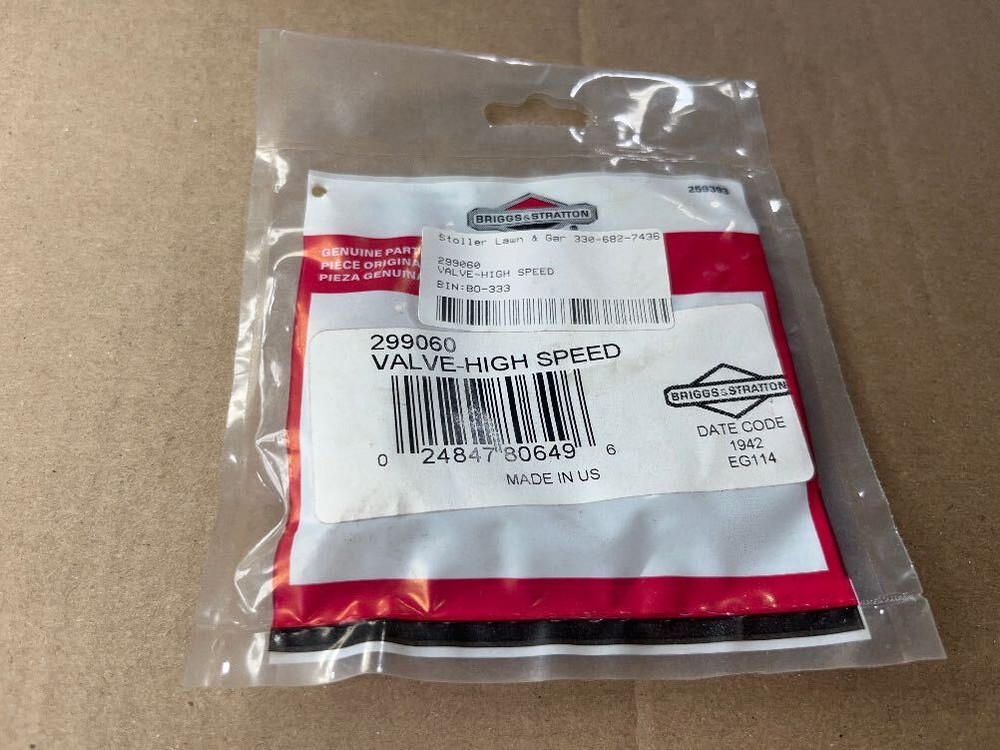 259393
BRIGGS & STRATTON
Stoller Lawn & Gar 330-682-7436
299060
VALVE-HIGH SPEED
BIN:BO-333
GENUINE PART
PIÈCE ORIGINA
PIEZA GENUINA
299060
VALVE-HIGH SPEED
0 24847 80649 6
MADE IN US
BRIGGS & STRATTON
DATE CODE
1942
EG114